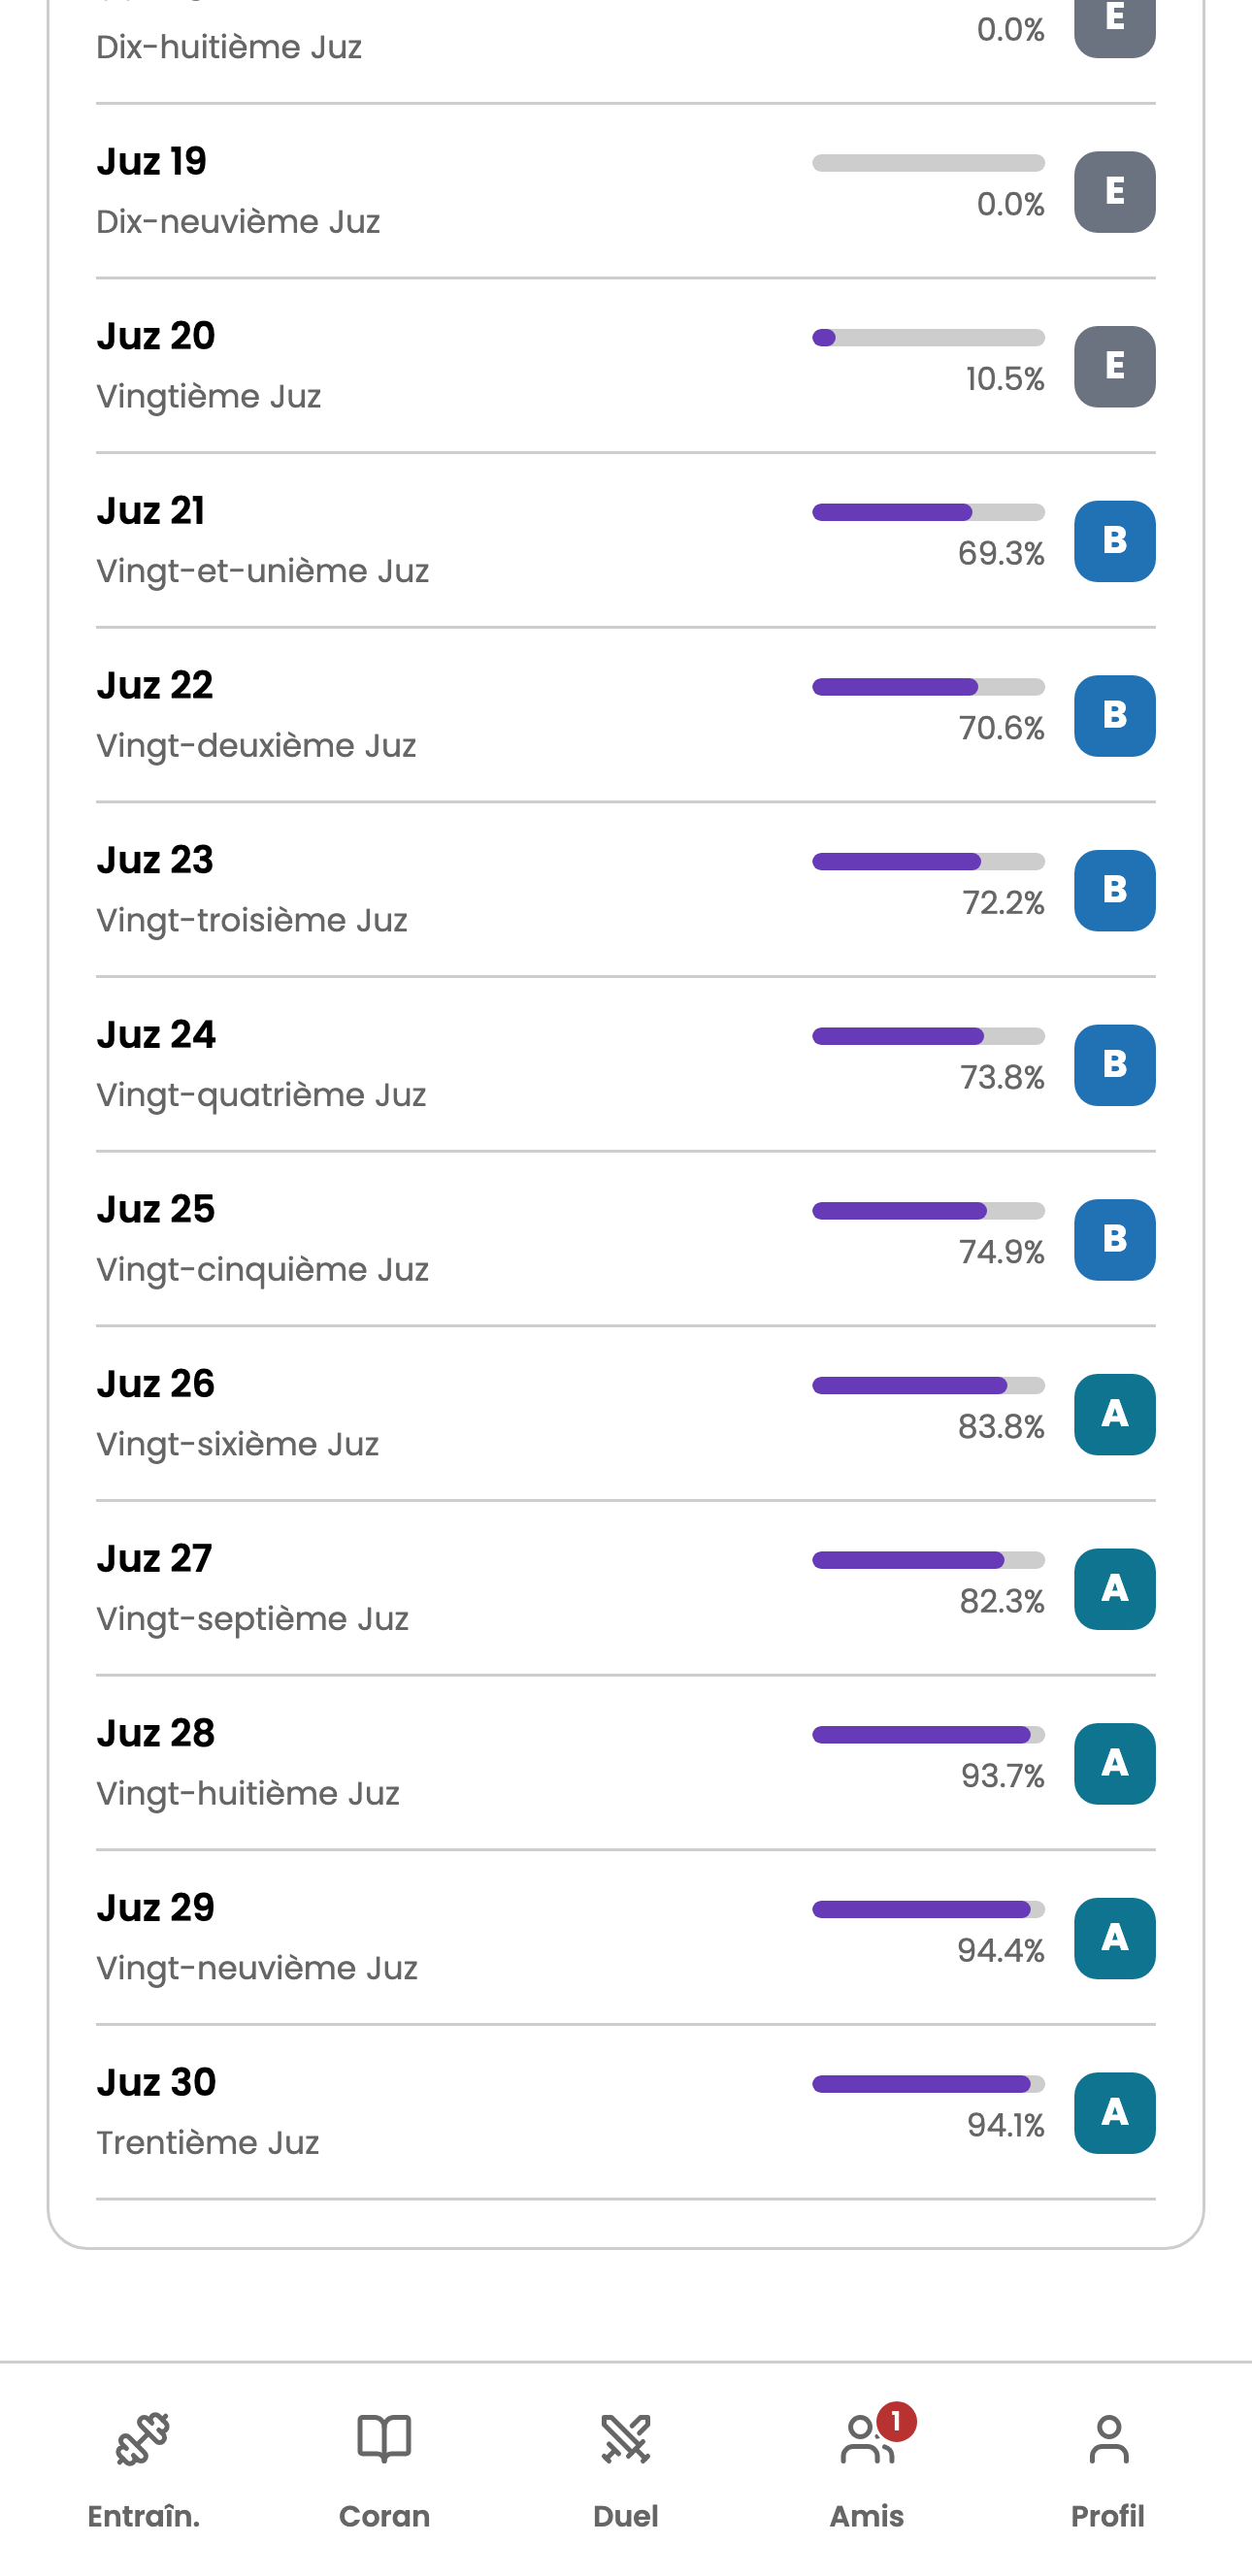 E
0.0%
Dix-huitième Juz
Juz 19
0.0%
E
Dix-neuvième Juz
Juz 20
10.5%
E
Vingtième Juz
Juz 21
69.3%
B
Vingt-et-unième Juz
Juz 22
70.6%
B
Vingt-deuxième Juz
Juz 23
72.2%
B
Vingt-troisième Juz
Juz 24
73.8%
B
Vingt-quatrième Juz
Juz 25
74.9%
B
Vingt-cinquième Juz
Juz 26
83.8%
A
Vingt-sixième Juz
Juz 27
82.3%
A
Vingt-septième Juz
Juz 28
93.7%
A
Vingt-huitième Juz
Juz 29
94.4%
A
Vingt-neuvième Juz
Juz 30
94.1%
A
Trentième Juz
1
Entraîn.
Coran
Duel
Amis
Profil